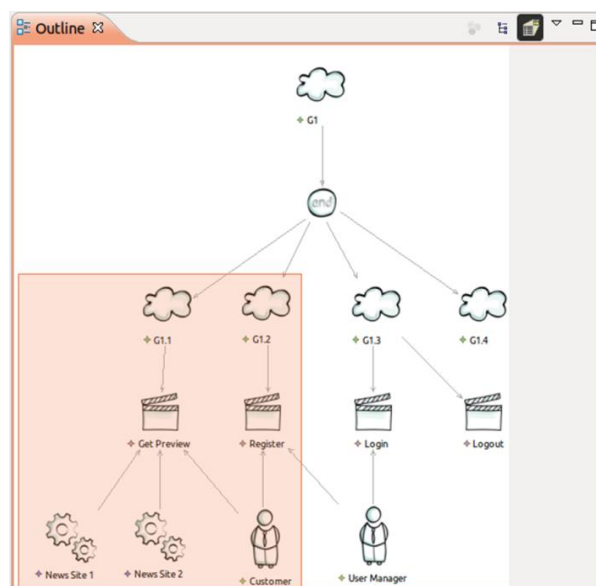 Outline
G1
and
G1.1
G1.2
G1.3
G1.4
Get Preview
Register
Login
Logout
News Site 1
News Site 2
Customer
User Manager